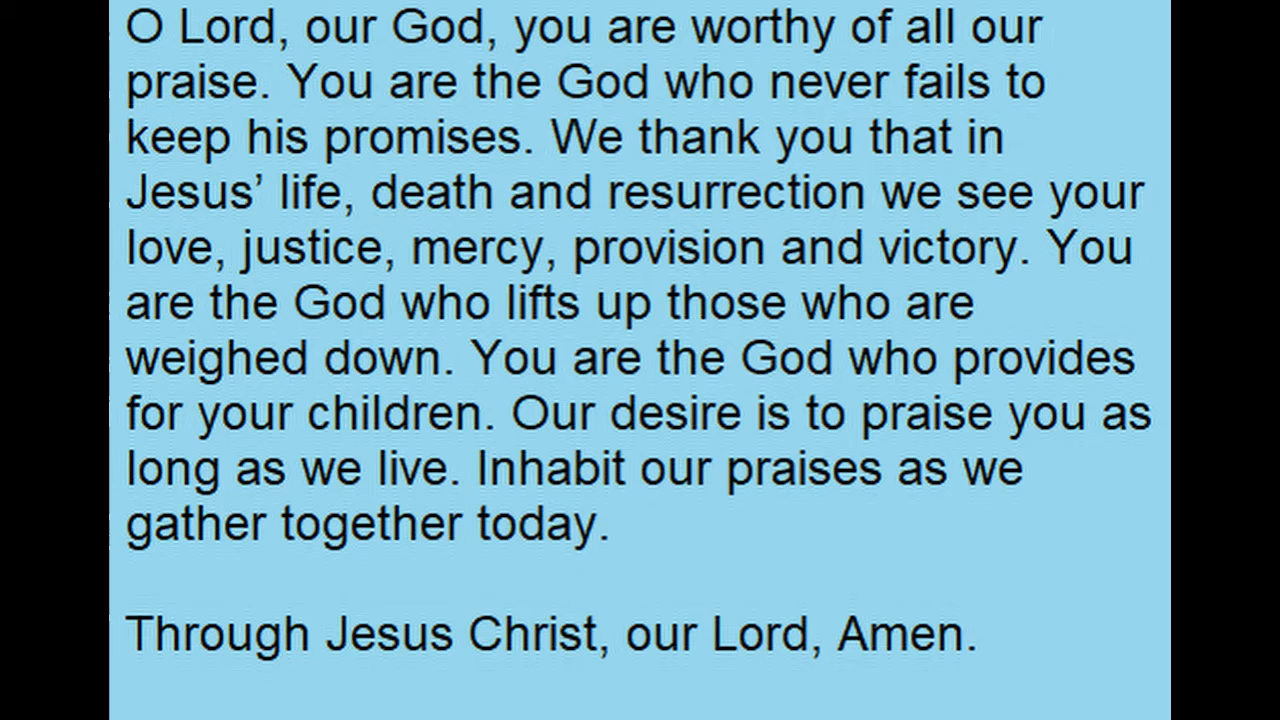 O Lord, our God, you are worthy of all our
praise. You are the God who never fails to
keep his promises. We thank you that in
Jesus’ life, death and resurrection we see your
love, justice, mercy, provision and victory. You
are the God who lifts up those who are
weighed down. You are the God who provides
for your children. Our desire is to praise you as
long as we live. Inhabit our praises as we
gather together today.
Through Jesus Christ, our Lord, Amen.